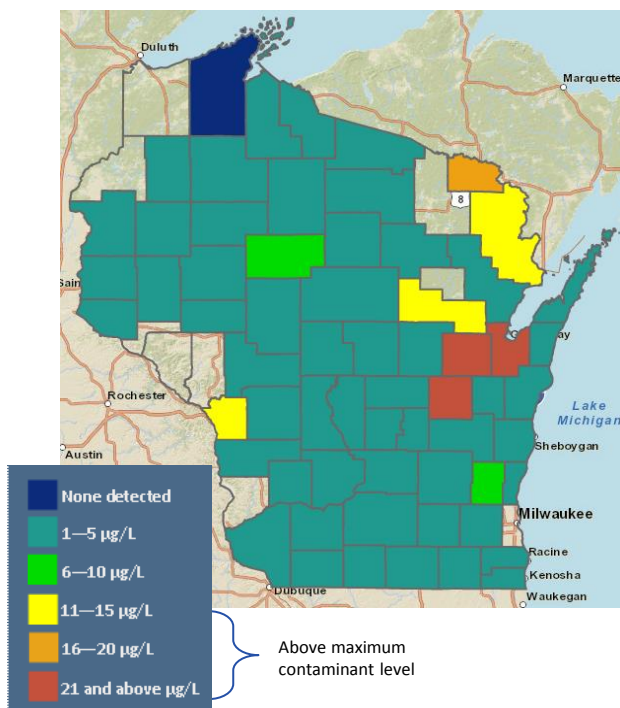 Duluth
Marquette
8
Sain
ay
Rochester
Lake
Michigan
Austin
Sheboygan
None detected
1—5 µg/L
Milwaukee
6—10 µg/L
Racine
Kenosha
11—15 µg/L
Dubuque
Waukegan
16—20 µg/L
Above maximum
contaminant level
21 and above µg/L